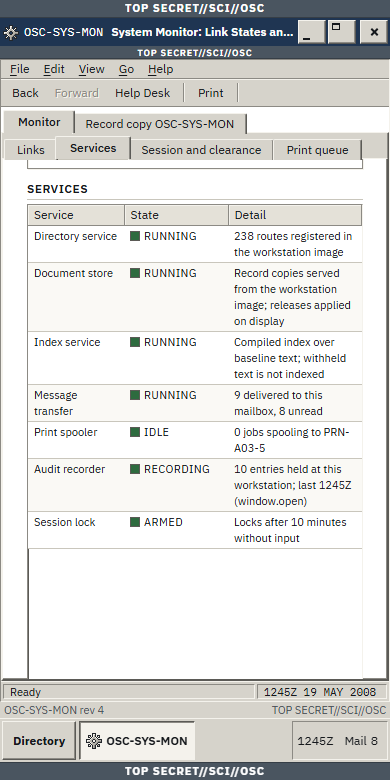 TOP SECRET//SCI//OSC
OSC-SYS-MON System Monitor: Link States an...
TOP SECRET//SCI//OSC
File Edit View Go Help
Back Forward Help Desk Print
Monitor Record copy OSC-SYS-MON
Links Services Session and clearance Print queue
SERVICES
Service State Detail
Directory service RUNNING 238 routes registered in
the workstation image
Document store RUNNING Record copies served
from the workstation
image; releases applied
on display
Index service RUNNING Compiled index over
baseline text; withheld
text is not indexed
Message RUNNING 9 delivered to this
transfer mailbox, 8 unread
Print spooler IDLE 0 jobs spooling to PRN-
A03-5
Audit recorder RECORDING 10 entries held at this
workstation; last 1245Z
(window.open)
Session lock ARMED Locks after 10 minutes
without input
Ready 1245Z 19 MAY 2008
OSC-SYS-MON rev 4 TOP SECRET//SCI//OSC
Directory OSC-SYS-MON 1245Z Mail 8
TOP SECRET//SCI//OSC